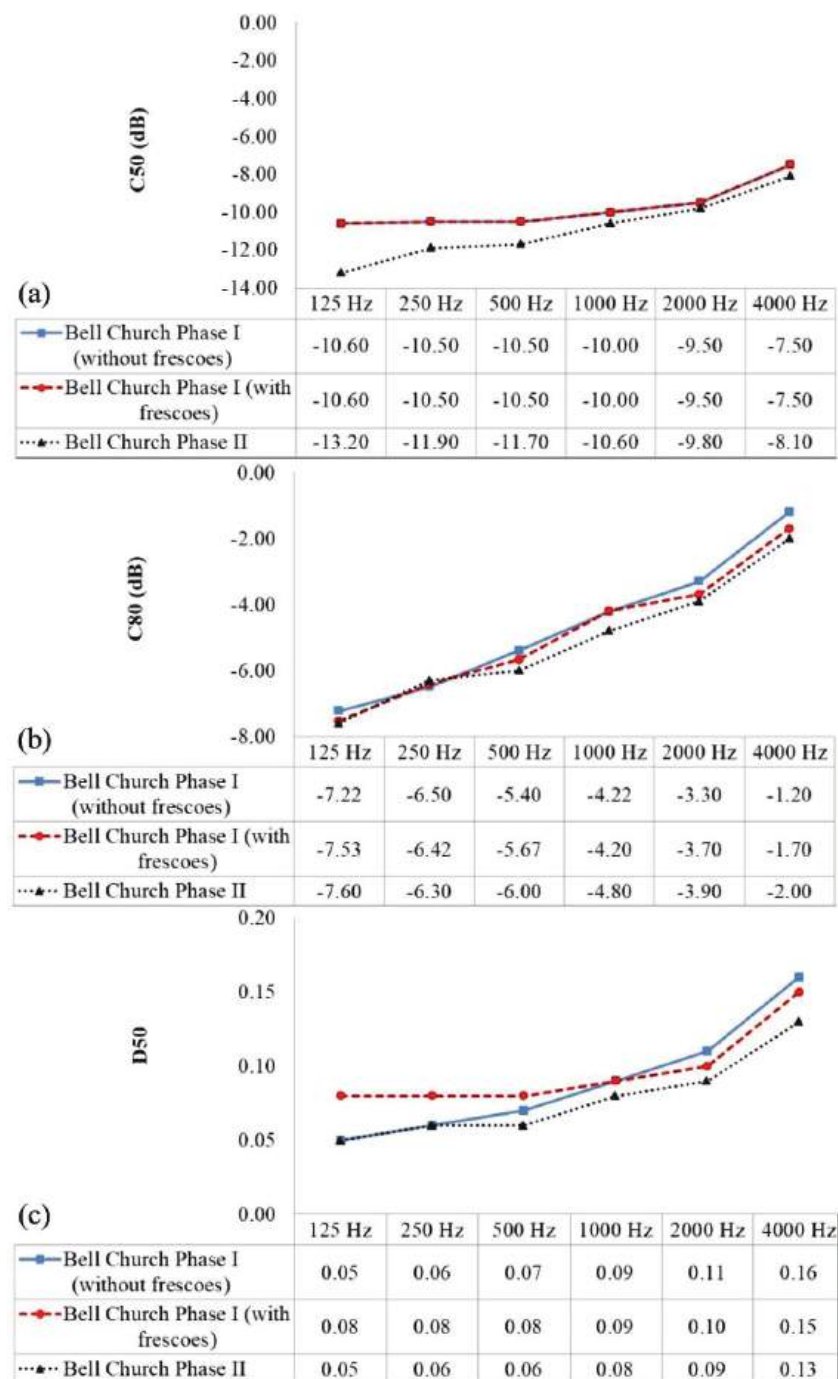 0.00
-2.00
-4.00
-6.00
-8.00
-10.00
-12.00
-14.00
C50 (dB)
(a)
125 Hz 250 Hz 500 Hz 1000 Hz 2000 Hz 4000 Hz
Bell Church Phase I
(without frescoes)
-10.60 -10.50 -10.50 -10.00 -9.50 -7.50
Bell Church Phase I (with
frescoes)
-10.60 -10.50 -10.50 -10.00 -9.50 -7.50
Bell Church Phase II -13.20 -11.90 -11.70 -10.60 -9.80 -8.10
0.00
-2.00
-4.00
-6.00
-8.00
C80 (dB)
(b)
125 Hz 250 Hz 500 Hz 1000 Hz 2000 Hz 4000 Hz
Bell Church Phase I
(without frescoes)
-7.22 -6.50 -5.40 -4.22 -3.30 -1.20
Bell Church Phase I (with
frescoes)
-7.53 -6.42 -5.67 -4.20 -3.70 -1.70
Bell Church Phase II -7.60 -6.30 -6.00 -4.80 -3.90 -2.00
0.20
0.15
0.10
0.05
0.00
D50
(c)
125 Hz 250 Hz 500 Hz 1000 Hz 2000 Hz 4000 Hz
Bell Church Phase I
(without frescoes)
0.05 0.06 0.07 0.09 0.11 0.16
Bell Church Phase I (with
frescoes)
0.08 0.08 0.08 0.09 0.10 0.15
Bell Church Phase II 0.05 0.06 0.06 0.08 0.09 0.13